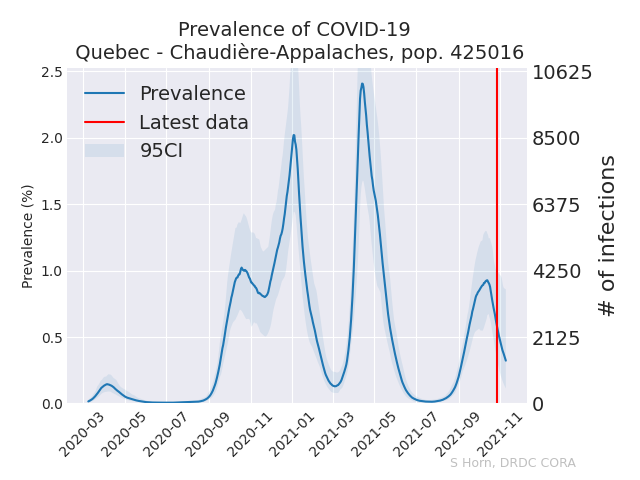 Prevalence of COVID-19
Quebec - Chaudière-Appalaches, pop. 425016
Prevalence
Latest data
95CI
Prevalence (%)
2.5
2.0
1.5
1.0
0.5
0.0
10625
8500
6375
4250
2125
0
# of infections
2020-03
2020-05
2020-07
2020-09
2020-11
2021-01
2021-03
2021-05
2021-07
2021-09
2021-11
S Horn, DRDC CORA